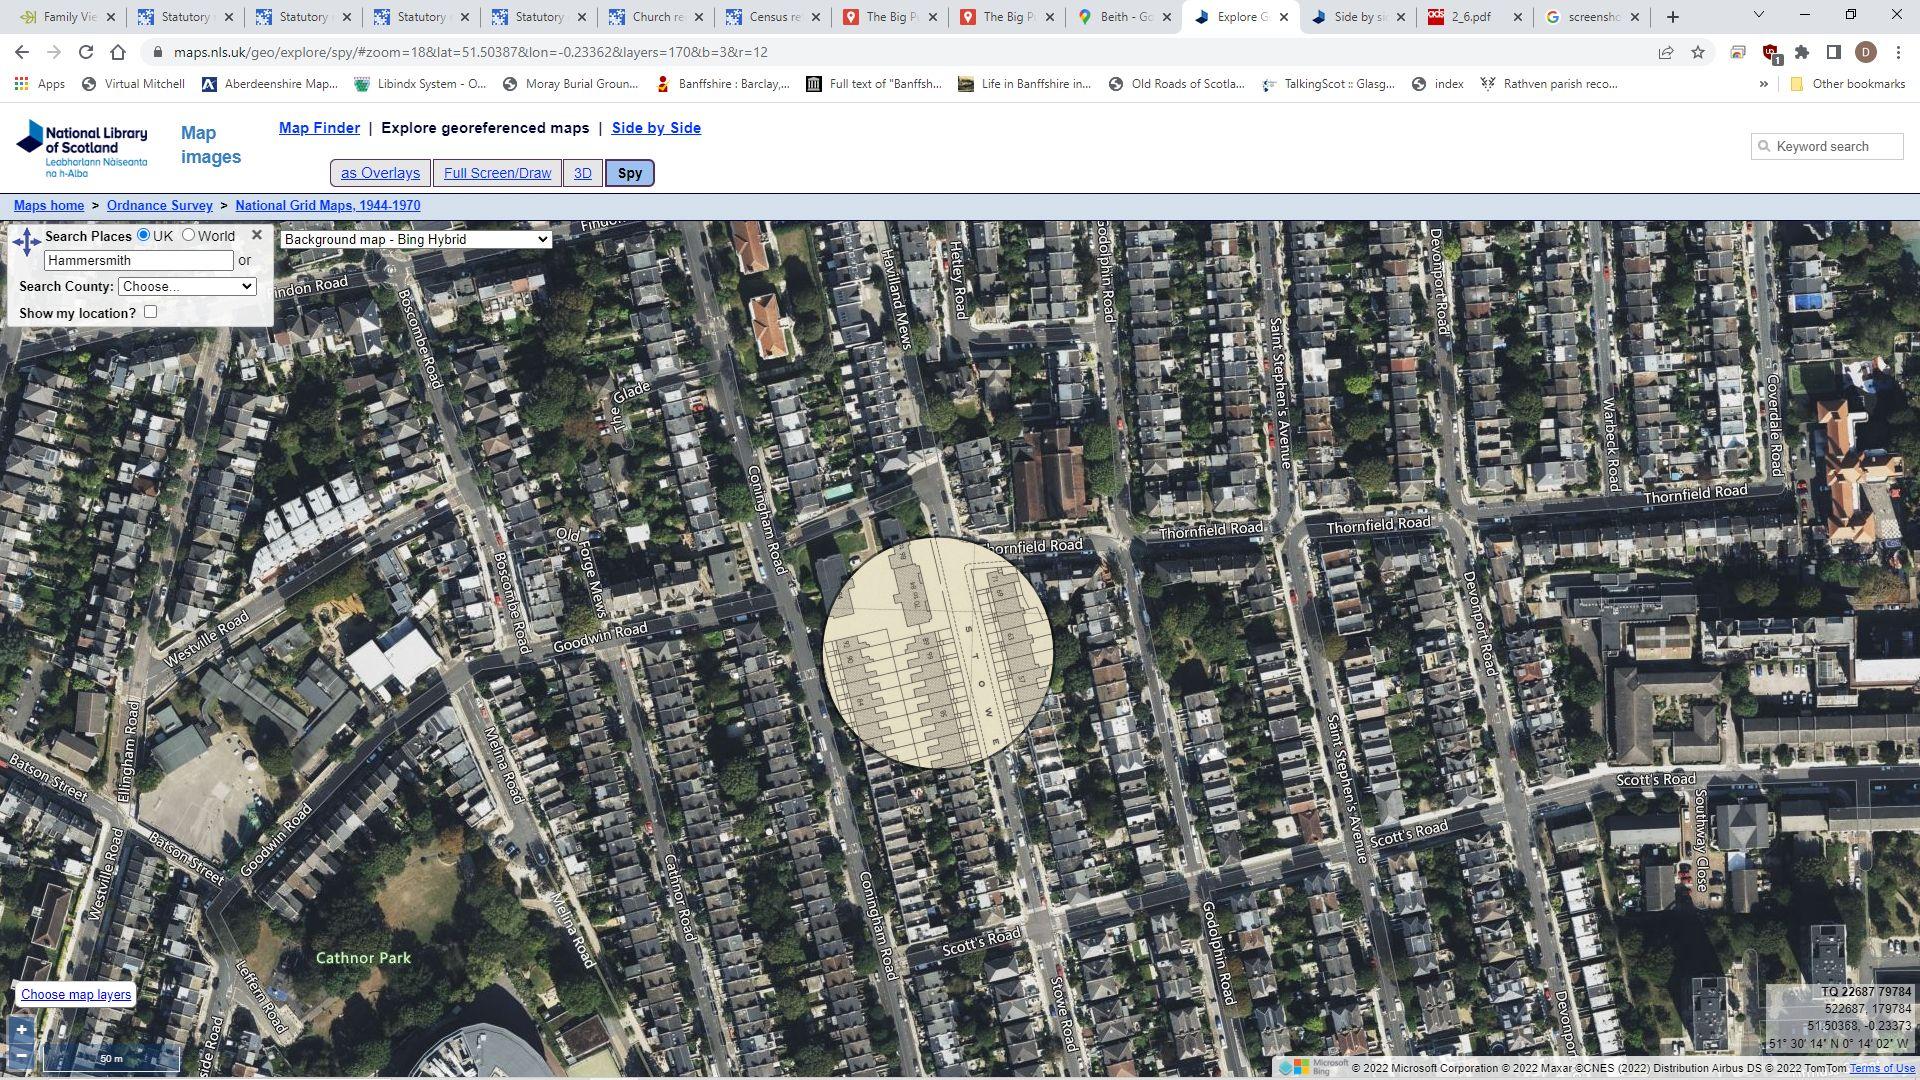 Family Vie
Statutory
Statutory
Statutory
Statutory
Church re
Census re
The Big P
The Big P
Beith - Go
Explore G
Side by si
2_6.pdf
screensho
maps.nls.uk/geo/explore/spy/#zoom=18&lat=51.50387&lon=-0.23362&layers=170&b=3&r=12
Apps
Virtual Mitchell
Aberdeenshire Map...
Libindx System - O...
Moray Burial Groun...
Banffshire : Barclay,...
Full text of "Banffsh...
Life in Banffshire in...
Old Roads of Scotla...
TalkingScot :: Glasg...
index
Rathven parish reco...
Other bookmarks
National Library
of Scotland
Leabharlann Nàiseanta
na h-Alba
Map
images
Map Finder | Explore georeferenced maps | Side by Side
as Overlays
Full Screen/Draw
3D
Spy
Keyword search
Maps home > Ordnance Survey > National Grid Maps, 1944-1970
Search Places UK World
Hammersmith or
Search County: Choose...
Show my location?
Background map - Bing Hybrid
Findon Road
Boscombe Road
The Glade
Havilland Mews
Hetley Road
Godolphin Road
Saint Stephen's Avenue
Devonport Road
Warbeck Road
Coverdale Road
Coningham Road
Thornfield Road
Thornfield Road
Thornfield Road
Thornfield Road
Old Forge Mews
Boscombe Road
Goodwin Road
Westville Road
Ellingham Road
Batson Street
Batson Street
Westville Road
Goodwin Road
Melina Road
Melina Road
Cathnor Road
Coningham Road
STOWE
Devonport Road
Saint Stephen's Avenue
Scott's Road
Scott's Road
Scott's Road
Southway Close
Godolphin Road
Stowe Road
Devonpor
Cathnor Park
Leffern Road
side Road
Choose map layers
+
−
50 m
TQ 22687 79784
522687, 179784
51.50368, -0.23373
51° 30' 14" N 0° 14' 02" W
Microsoft
Bing
© 2022 Microsoft Corporation © 2022 Maxar ©CNES (2022) Distribution Airbus DS © 2022 TomTom Terms of Use